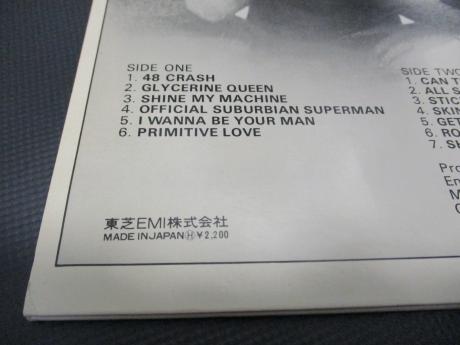 SIDE ONE
1. 48 CRASH
2. GLYCERINE QUEEN
3. SHINE MY MACHINE
4. OFFICIAL SUBURBIAN SUPERMAN
5. I WANNA BE YOUR MAN
6. PRIMITIVE LOVE
SIDE TWO
1. CAN T
2. ALL S
3. STIC
4. SKIN
5. GET
6. RO
7. SH
Pro
En
M
東芝EMI株式会社
MADE IN JAPAN Ⓗ ¥2,200